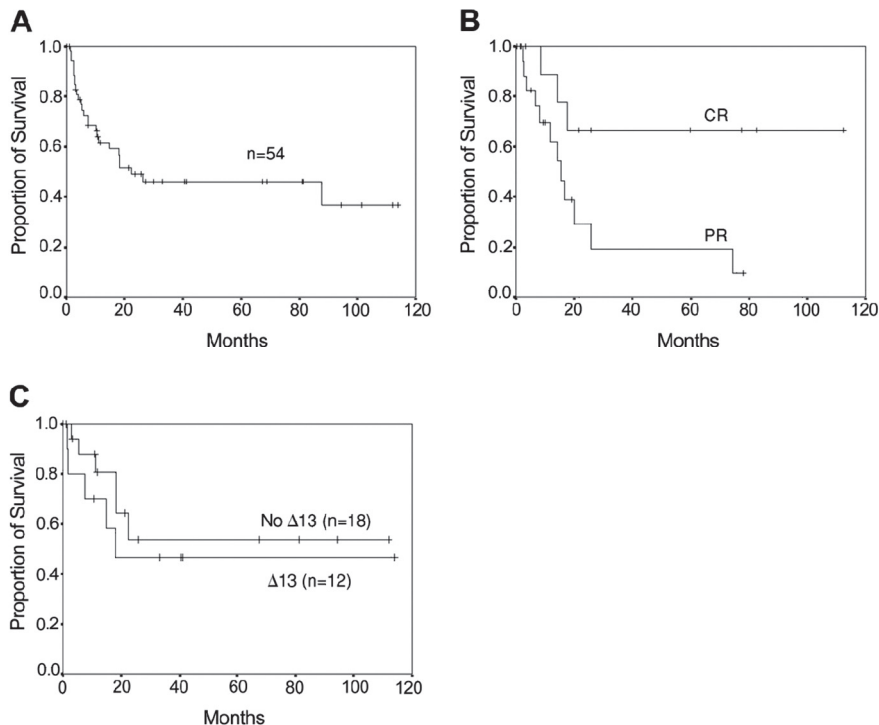 A
1.0
0.8
0.6
0.4
0.2
0.0
Proportion of Survival
n=54
0 20 40 60 80 100 120
Months
B
1.0
0.8
0.6
0.4
0.2
0.0
Proportion of Survival
CR
PR
0 20 40 60 80 100 120
Months
C
1.0
0.8
0.6
0.4
0.2
0.0
Proportion of Survival
No Δ13 (n=18)
Δ13 (n=12)
0 20 40 60 80 100 120
Months